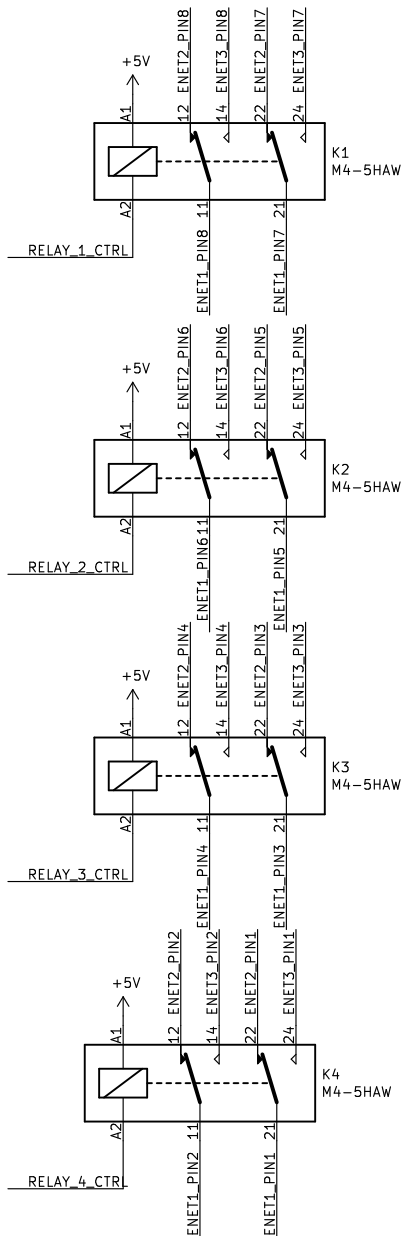 ENET2_PIN8
ENET3_PIN8
ENET2_PIN7
ENET3_PIN7
+5V
A1
12
14
22
24
K1
M4-5HAW
A2
11
21
RELAY_1_CTRL
ENET1_PIN8
ENET1_PIN7
ENET2_PIN6
ENET3_PIN6
ENET2_PIN5
ENET3_PIN5
+5V
A1
12
14
22
24
K2
M4-5HAW
A2
11
21
RELAY_2_CTRL
ENET1_PIN6
ENET1_PIN5
ENET2_PIN4
ENET3_PIN4
ENET2_PIN3
ENET3_PIN3
+5V
A1
12
14
22
24
K3
M4-5HAW
A2
11
21
RELAY_3_CTRL
ENET1_PIN4
ENET1_PIN3
ENET2_PIN2
ENET3_PIN2
ENET2_PIN1
ENET3_PIN1
+5V
A1
12
14
22
24
K4
M4-5HAW
A2
11
21
RELAY_4_CTRL
ENET1_PIN2
ENET1_PIN1